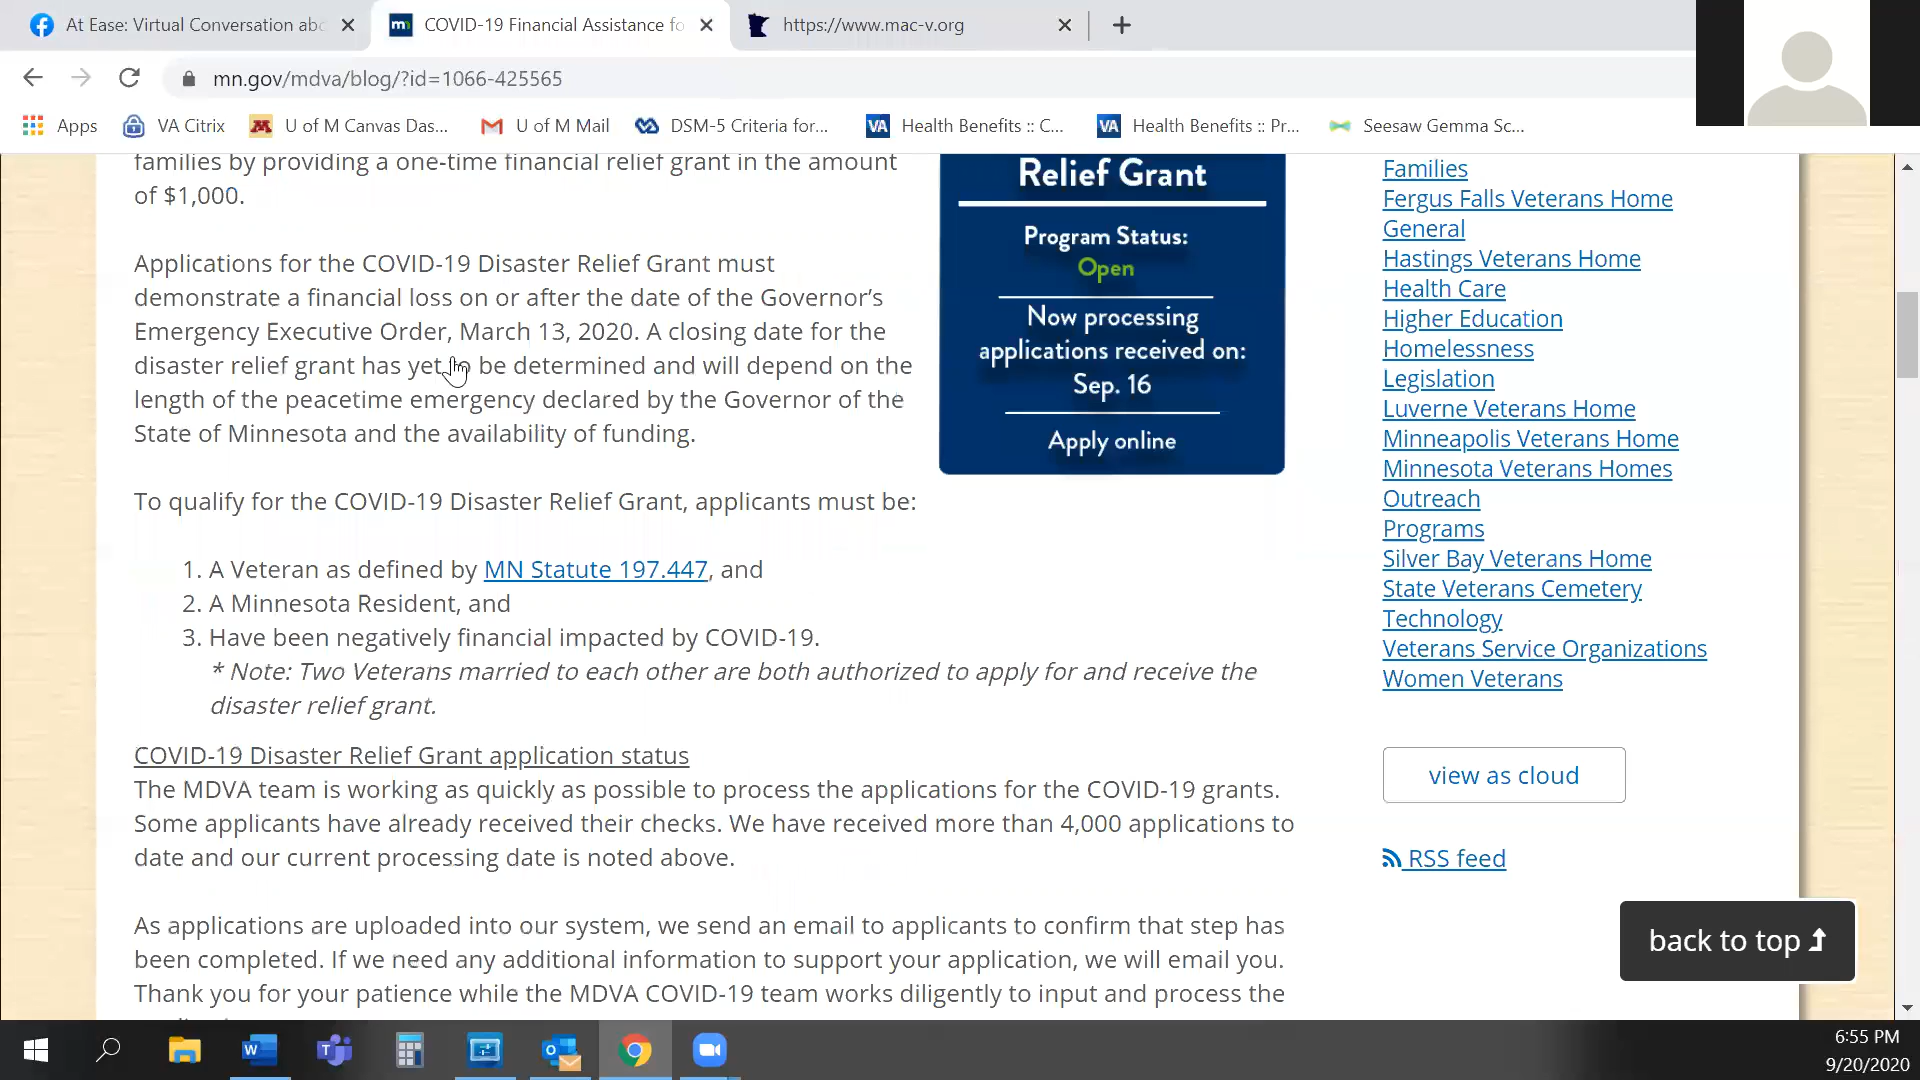 At Ease: Virtual Conversation abc
COVID-19 Financial Assistance fo
https://www.mac-v.org
mn.gov/mdva/blog/?id=1066-425565
Apps
VA Citrix
U of M Canvas Das...
U of M Mail
DSM-5 Criteria for...
VA
Health Benefits :: C...
VA
Health Benefits :: Pr...
Seesaw Gemma Sc...
families by providing a one-time financial relief grant in the amount
of $1,000.
Applications for the COVID-19 Disaster Relief Grant must
demonstrate a financial loss on or after the date of the Governor's
Emergency Executive Order, March 13, 2020. A closing date for the
disaster relief grant has yet to be determined and will depend on the
length of the peacetime emergency declared by the Governor of the
State of Minnesota and the availability of funding.
Relief Grant
Program Status:
Open
Now processing
applications received on:
Sep. 16
Apply online
To qualify for the COVID-19 Disaster Relief Grant, applicants must be:
1. A Veteran as defined by MN Statute 197.447, and
2. A Minnesota Resident, and
3. Have been negatively financial impacted by COVID-19.
* Note: Two Veterans married to each other are both authorized to apply for and receive the
disaster relief grant.
COVID-19 Disaster Relief Grant application status
The MDVA team is working as quickly as possible to process the applications for the COVID-19 grants.
Some applicants have already received their checks. We have received more than 4,000 applications to
date and our current processing date is noted above.
As applications are uploaded into our system, we send an email to applicants to confirm that step has
been completed. If we need any additional information to support your application, we will email you.
Thank you for your patience while the MDVA COVID-19 team works diligently to input and process the
Families
Fergus Falls Veterans Home
General
Hastings Veterans Home
Health Care
Higher Education
Homelessness
Legislation
Luverne Veterans Home
Minneapolis Veterans Home
Minnesota Veterans Homes
Outreach
Programs
Silver Bay Veterans Home
State Veterans Cemetery
Technology
Veterans Service Organizations
Women Veterans
view as cloud
RSS feed
back to top
6:55 PM
9/20/2020